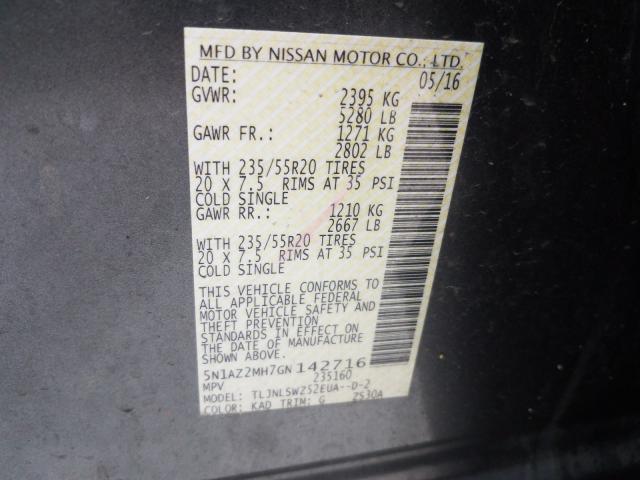 MFD BY NISSAN MOTOR CO., LTD.
DATE: 05/16
GVWR: 2395 KG
5280 LB
GAWR FR.: 1271 KG
2802 LB
WITH 235/55R20 TIRES
20 X 7.5 RIMS AT 35 PSI
COLD SINGLE
GAWR RR.: 1210 KG
2667 LB
WITH 235/55R20 TIRES
20 X 7.5 RIMS AT 35 PSI
COLD SINGLE
THIS VEHICLE CONFORMS TO
ALL APPLICABLE FEDERAL
MOTOR VEHICLE SAFETY AND
THEFT PREVENTION
STANDARDS IN EFFECT ON
THE DATE OF MANUFACTURE
SHOWN ABOVE.
5N1AZ2MH7GN142716
MPV 235160
MODEL: TLJNLSWZ52EUA--D-2
COLOR: KAD TRIM: G ZS30A